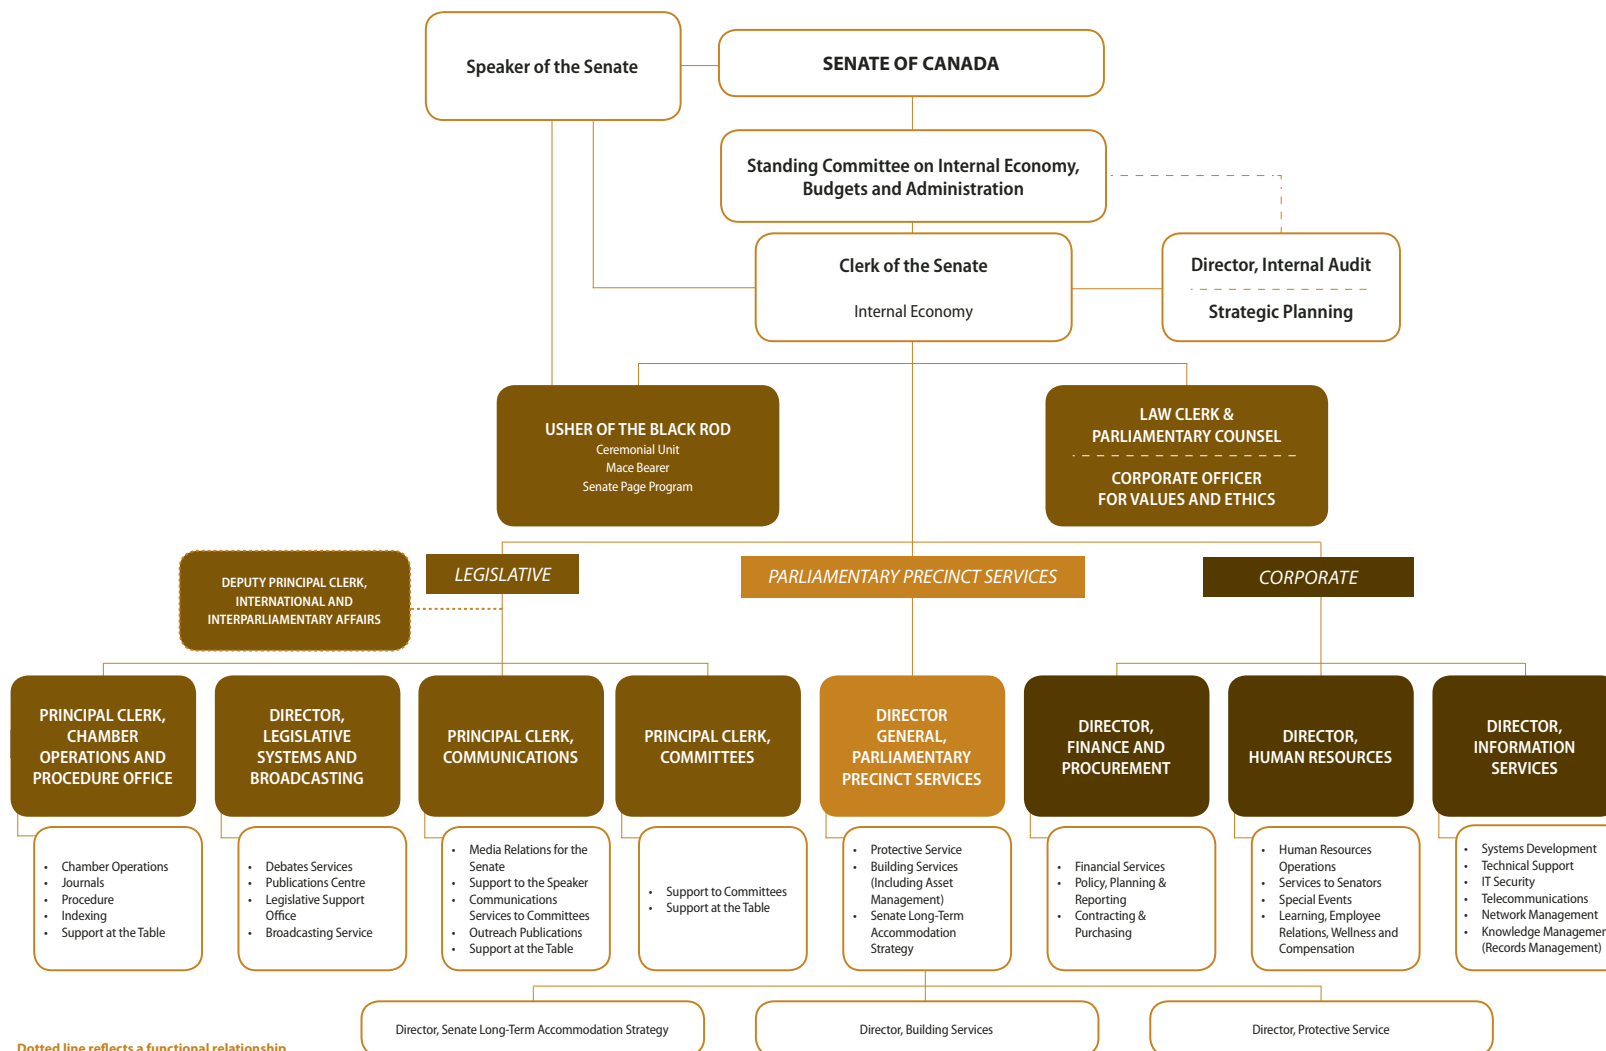 Speaker of the Senate
SENATE OF CANADA
Standing Committee on Internal Economy,
Budgets and Administration
Clerk of the Senate
Internal Economy
Director, Internal Audit
Strategic Planning
USHER OF THE BLACK ROD
Ceremonial Unit
Mace Bearer
Senate Page Program
LAW CLERK &
PARLIAMENTARY COUNSEL
CORPORATE OFFICER
FOR VALUES AND ETHICS
DEPUTY PRINCIPAL CLERK,
INTERNATIONAL AND
INTERPARLIAMENTARY AFFAIRS
LEGISLATIVE
PARLIAMENTARY PRECINCT SERVICES
CORPORATE
PRINCIPAL CLERK,
CHAMBER
OPERATIONS AND
PROCEDURE OFFICE
DIRECTOR,
LEGISLATIVE
SYSTEMS AND
BROADCASTING
PRINCIPAL CLERK,
COMMUNICATIONS
PRINCIPAL CLERK,
COMMITTEES
DIRECTOR
GENERAL,
PARLIAMENTARY
PRECINCT SERVICES
DIRECTOR,
FINANCE AND
PROCUREMENT
DIRECTOR,
HUMAN RESOURCES
DIRECTOR,
INFORMATION
SERVICES
• Chamber Operations
• Journals
• Procedure
• Indexing
• Support at the Table
• Debates Services
• Publications Centre
• Legislative Support
Office
• Broadcasting Service
• Media Relations for the
Senate
• Support to the Speaker
• Communications
Services to Committees
• Outreach Publications
• Support at the Table
• Support to Committees
• Support at the Table
• Protective Service
• Building Services
(Including Asset
Management)
• Senate Long-Term
Accommodation
Strategy
• Financial Services
• Policy, Planning &
Reporting
• Contracting &
Purchasing
• Human Resources
Operations
• Services to Senators
• Special Events
• Learning, Employee
Relations, Wellness and
Compensation
• Systems Development
• Technical Support
• IT Security
• Telecommunications
• Network Management
• Knowledge Management
(Records Management)
Director, Senate Long-Term Accommodation Strategy
Director, Building Services
Director, Protective Service
Dotted line reflects a functional relationship